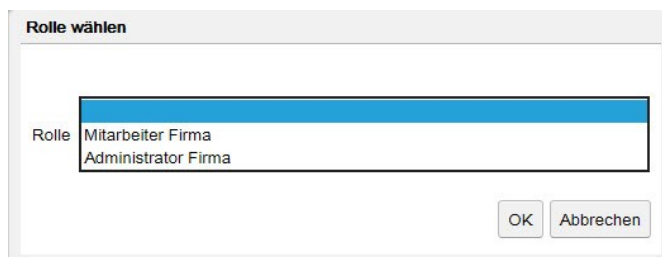 Rolle wählen
Rolle
Mitarbeiter Firma
Administrator Firma
OK
Abbrechen